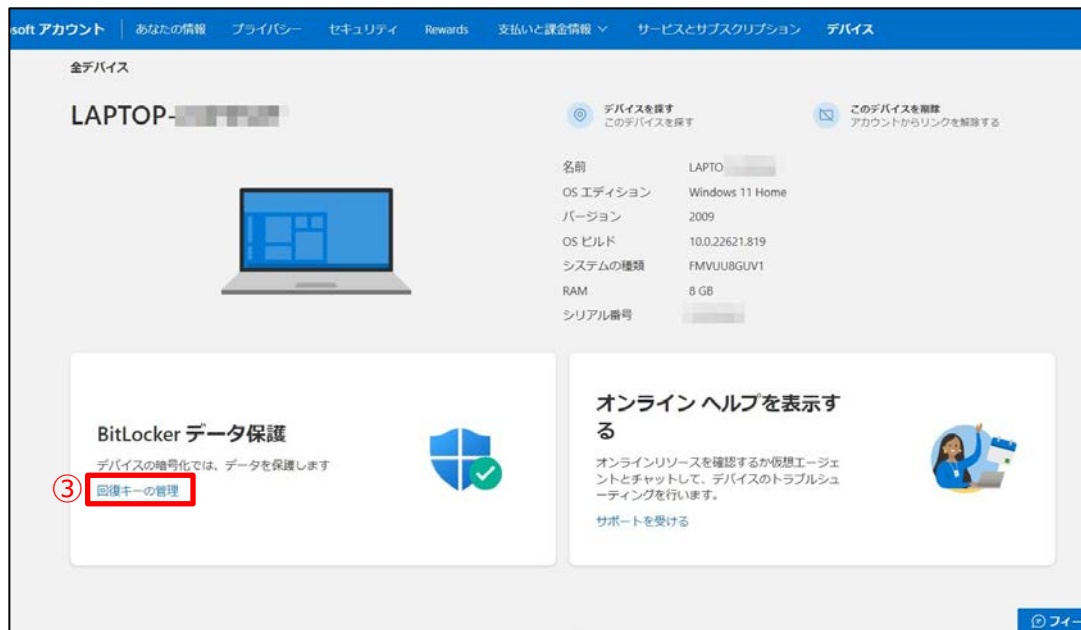 osoft アカウント あなたの情報 プライバシー セキュリティ Rewards 支払いと課金情報 サービスとサブスクリプション デバイス
全デバイス
LAPTOP-
デバイスを探す
このデバイスを探す
このデバイスを削除
アカウントからリンクを解除する
名前 LAPTO
OS エディション Windows 11 Home
バージョン 2009
OS ビルド 10.0.22621.819
システムの種類 FMVUU8GUV1
RAM 8 GB
シリアル番号
BitLocker データ保護
デバイスの暗号化では、データを保護します
③ 回復キーの管理
オンライン ヘルプを表示す
る
オンラインリソースを確認するか仮想エージェ
ントとチャットして、デバイスのトラブルシュ
ーティングを行います。
サポートを受ける
フィー